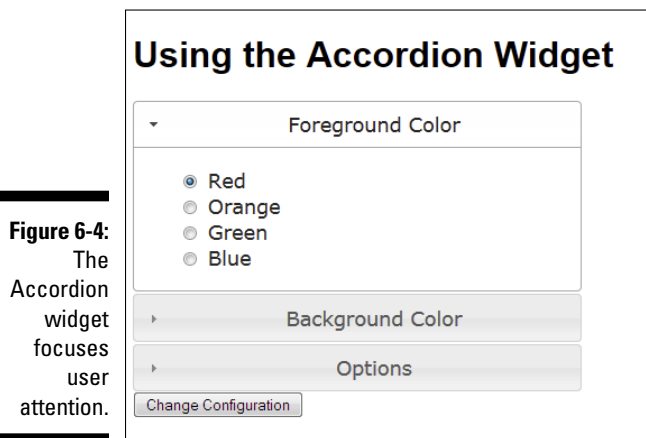 Using the Accordion Widget
Foreground Color
Red
Orange
Green
Blue
Background Color
Options
Change Configuration
Figure 6-4:
The
Accordion
widget
focuses
user
attention.